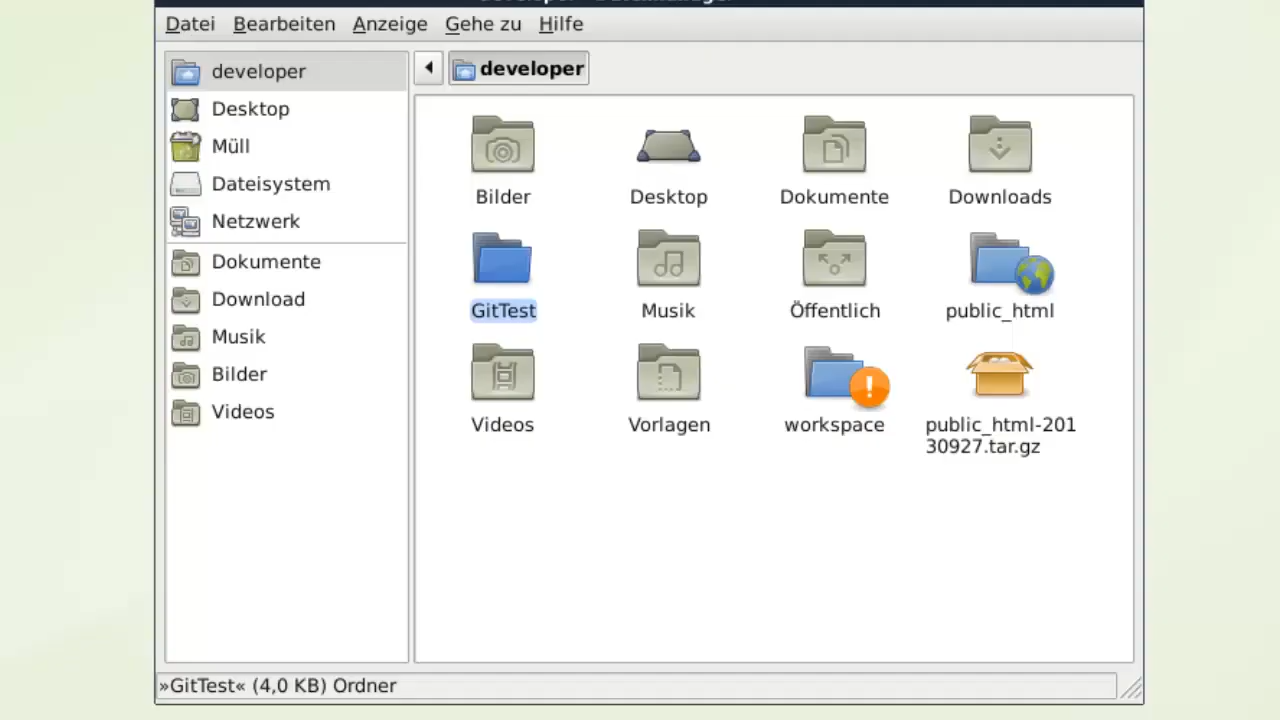 Datei Bearbeiten Anzeige Gehe zu Hilfe
developer
developer
Desktop
Müll
Dateisystem
Netzwerk
Dokumente
Download
Musik
Bilder
Videos
Bilder Desktop Dokumente Downloads
GitTest Musik Öffentlich public_html
Videos Vorlagen workspace public_html-201
30927.tar.gz
»GitTest« (4,0 KB) Ordner